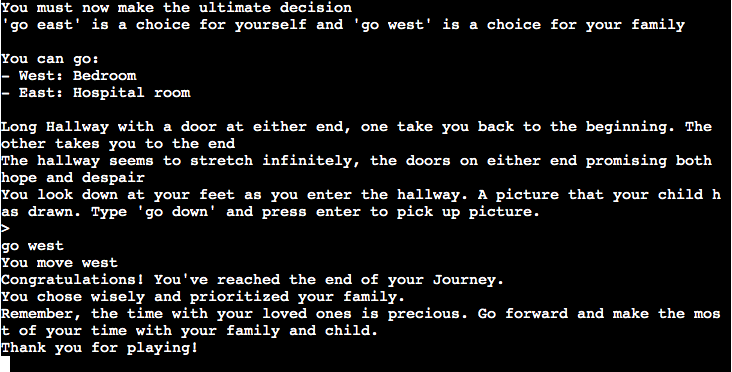 You must now make the ultimate decision
'go east' is a choice for yourself and 'go west' is a choice for your family
You can go:
- West: Bedroom
- East: Hospital room
Long Hallway with a door at either end, one take you back to the beginning. The
other takes you to the end
The hallway seems to stretch infinitely, the doors on either end promising both
hope and despair
You look down at your feet as you enter the hallway. A picture that your child h
as drawn. Type 'go down' and press enter to pick up picture.
>
go west
You move west
Congratulations! You've reached the end of your Journey.
You chose wisely and prioritized your family.
Remember, the time with your loved ones is precious. Go forward and make the mos
t of your time with your family and child.
Thank you for playing!